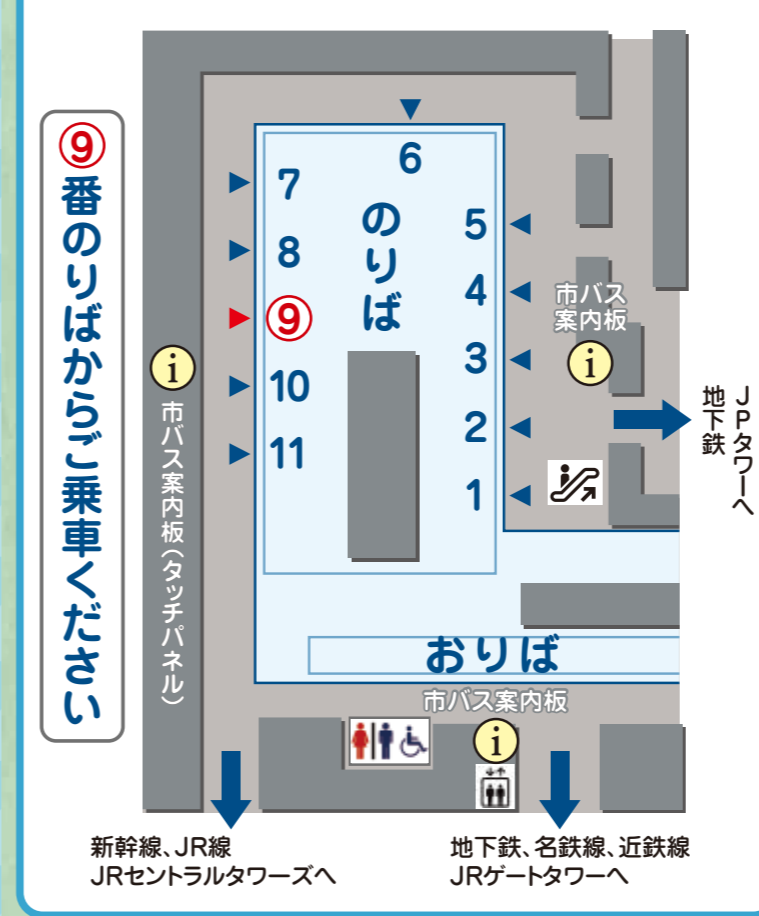 ⑨番のりばからご乗車ください
6
7
8
⑨
10
11
のりば
5
4
3
2
1
i
市バス案内板(タッチパネル)
市バス
案内板
i
JPタワーへ
地下鉄
おりば
市バス案内板
i
新幹線、JR線
JRセントラルタワーズへ
地下鉄、名鉄線、近鉄線
JRゲートタワーへ